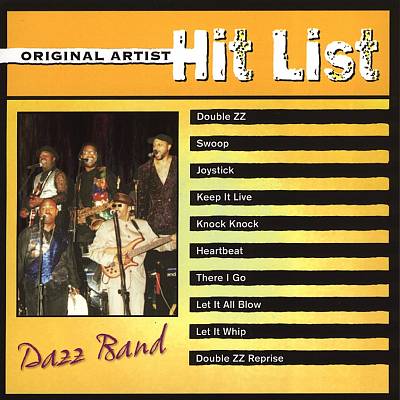 ORIGINAL ARTIST Hit List
Double ZZ
Swoop
Joystick
Keep It Live
Knock Knock
Heartbeat
There I Go
Let It All Blow
Let It Whip
Double ZZ Reprise
Dazz Band